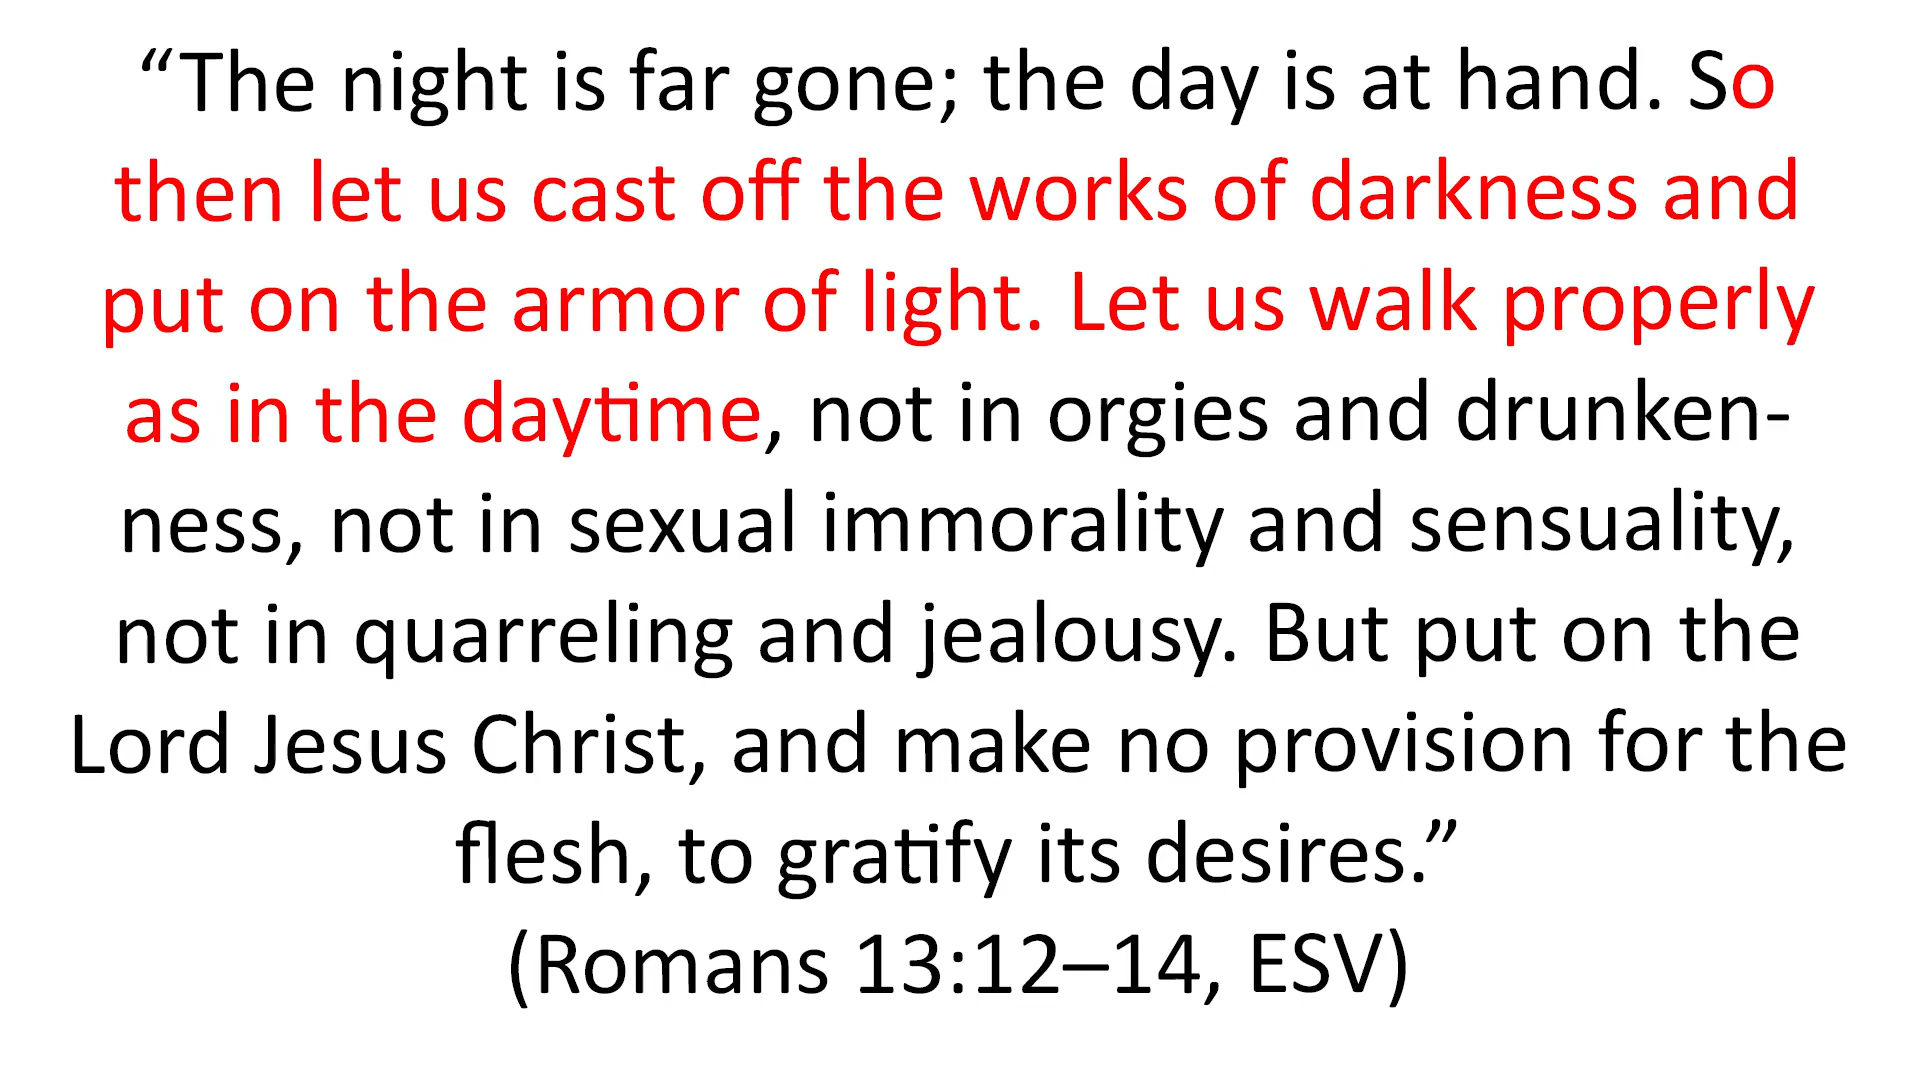 “The night is far gone; the day is at hand. So
then let us cast off the works of darkness and
put on the armor of light. Let us walk properly
as in the daytime, not in orgies and drunken-
ness, not in sexual immorality and sensuality,
not in quarreling and jealousy. But put on the
Lord Jesus Christ, and make no provision for the
flesh, to gratify its desires.”
(Romans 13:12–14, ESV)